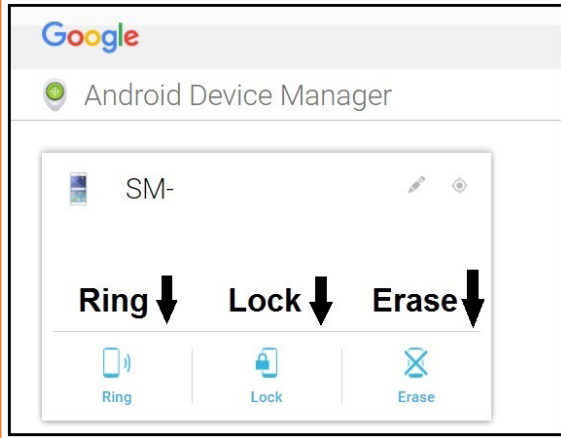 Google
Android Device Manager
SM-
Ring Lock Erase
Ring Lock Erase